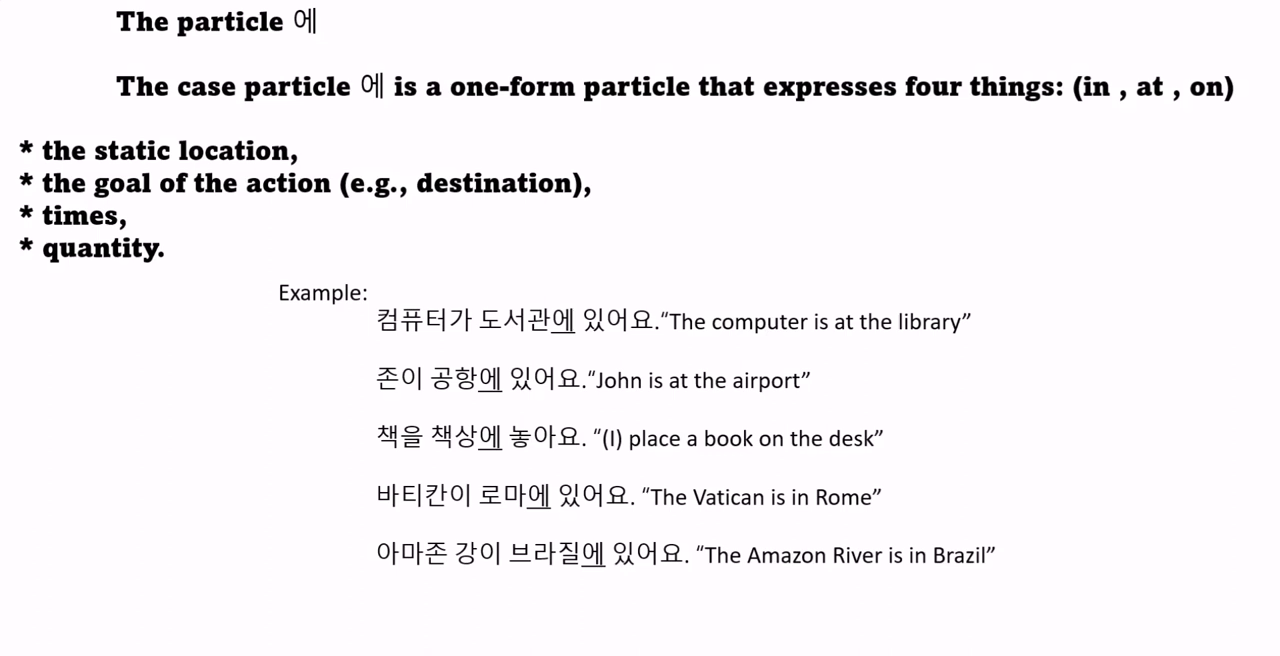 The particle 에
The case particle 에 is a one-form particle that expresses four things: (in , at , on)
* the static location,
* the goal of the action (e.g., destination),
* times,
* quantity.
Example:
컴퓨터가 도서관에 있어요.“The computer is at the library”
존이 공항에 있어요.“John is at the airport”
책을 책상에 놓아요. “(I) place a book on the desk”
바티칸이 로마에 있어요. “The Vatican is in Rome”
아마존 강이 브라질에 있어요. “The Amazon River is in Brazil”